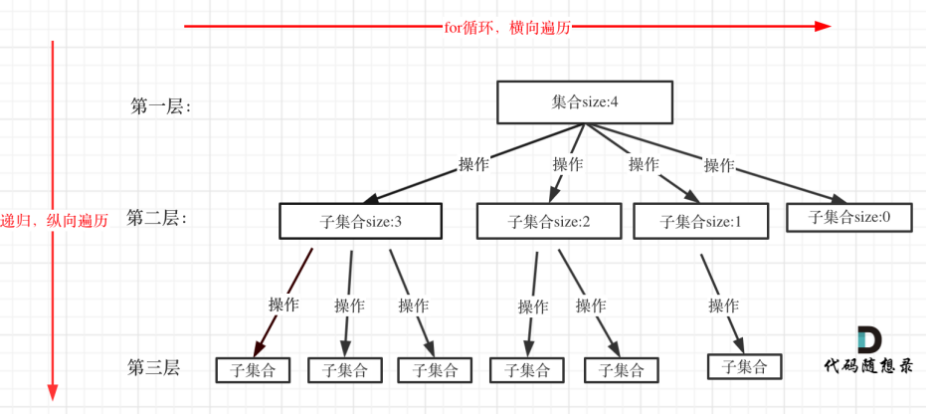 for循环，横向遍历
第一层：
集合size:4
操作
操作
操作
操作
递归，纵向遍历
第二层：
子集合size:3
子集合size:2
子集合size:1
子集合size:0
操作
操作
操作
操作
操作
操作
第三层
子集合
子集合
子集合
子集合
子集合
子集合
代码随想录